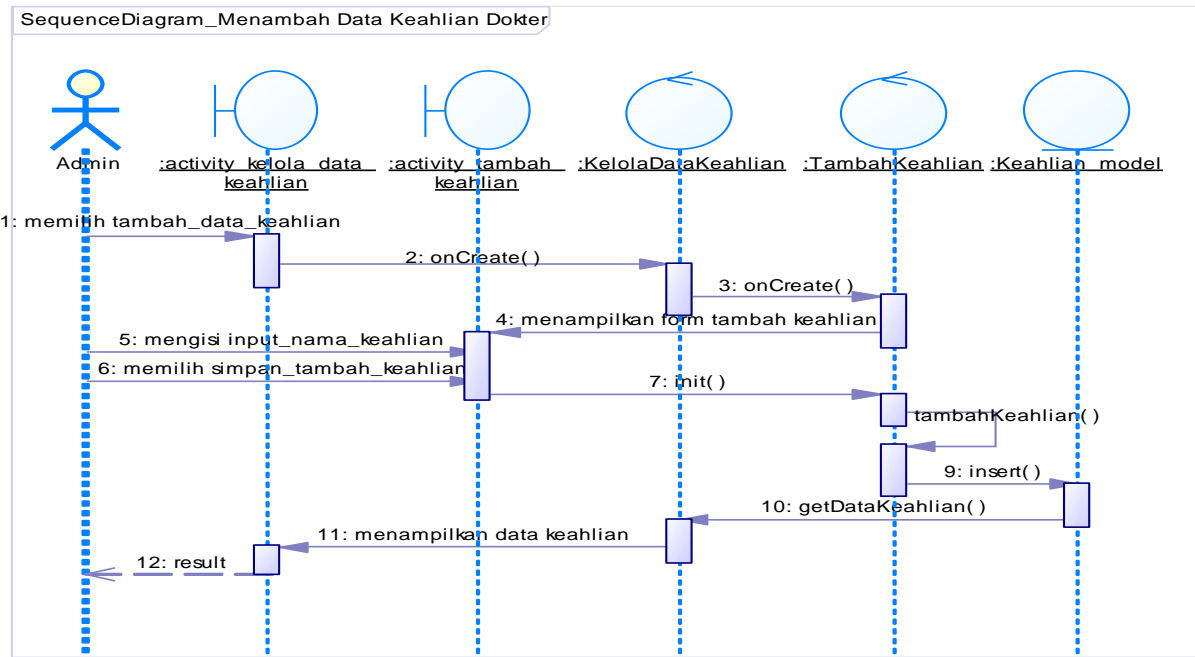 SequenceDiagram_Menambah Data Keahlian Dokter
Admin
:activity_kelola_data_
keahlian
:activity_tambah_
keahlian
:KelolaDataKeahlian
:TambahKeahlian
:Keahlian_model
1: memilih tambah_data_keahlian
2: onCreate()
3: onCreate()
4: menampilkan form tambah keahlian
5: mengisi input_nama_keahlian
6: memilih simpan_tambah_keahlian
7: init()
tambahKeahlian()
9: insert()
10: getDataKeahlian()
11: menampilkan data keahlian
12: result